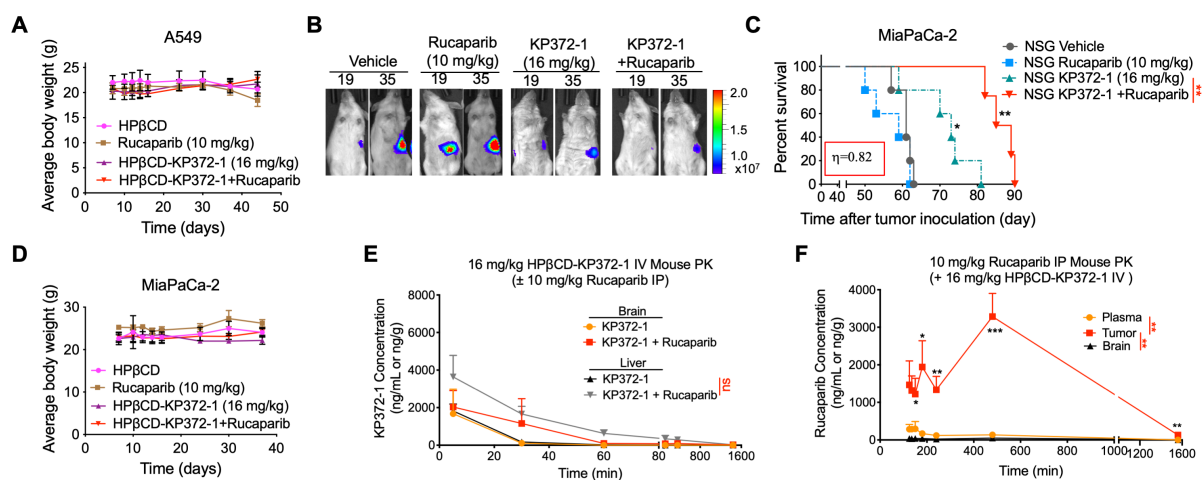 A
A549
Average body weight (g)
25
20
15
10
5
0
HPβCD
Rucaparib (10 mg/kg)
HPβCD-KP372-1 (16 mg/kg)
HPβCD-KP372-1+Rucaparib
0 10 20 30 40 50
Time (days)
B
Vehicle
Rucaparib
(10 mg/kg)
KP372-1
(16 mg/kg)
KP372-1
+Rucaparib
19 35 19 35 19 35 19 35
2.0
1.5
1.0
x10⁷
C
MiaPaCa-2
NSG Vehicle
NSG Rucaparib (10 mg/kg)
NSG KP372-1 (16 mg/kg)
NSG KP372-1 +Rucaparib
**
Percent survival
100
80
60
40
20
0
*
**
η=0.82
0 40 50 60 70 80 90
Time after tumor inoculation (day)
D
MiaPaCa-2
Average body weight (g)
30
20
10
0
HPβCD
Rucaparib (10 mg/kg)
HPβCD-KP372-1 (16 mg/kg)
HPβCD-KP372-1+Rucaparib
0 10 20 30 40
Time (days)
E
16 mg/kg HPβCD-KP372-1 IV Mouse PK
(± 10 mg/kg Rucaparib IP)
KP372-1 Concentration
(ng/mL or ng/g)
8000
6000
4000
2000
0
Brain
KP372-1
KP372-1 + Rucaparib
Liver
KP372-1
KP372-1 + Rucaparib
ns
0 20 40 60 80 1600
Time (min)
F
10 mg/kg Rucaparib IP Mouse PK
(+ 16 mg/kg HPβCD-KP372-1 IV )
Rucaparib Concentration
(ng/mL or ng/g)
4000
3000
2000
1000
0
Plasma
Tumor
Brain
**
**
*
*
**
***
**
0 200 400 600 800 1000 1200 1600
Time (min)